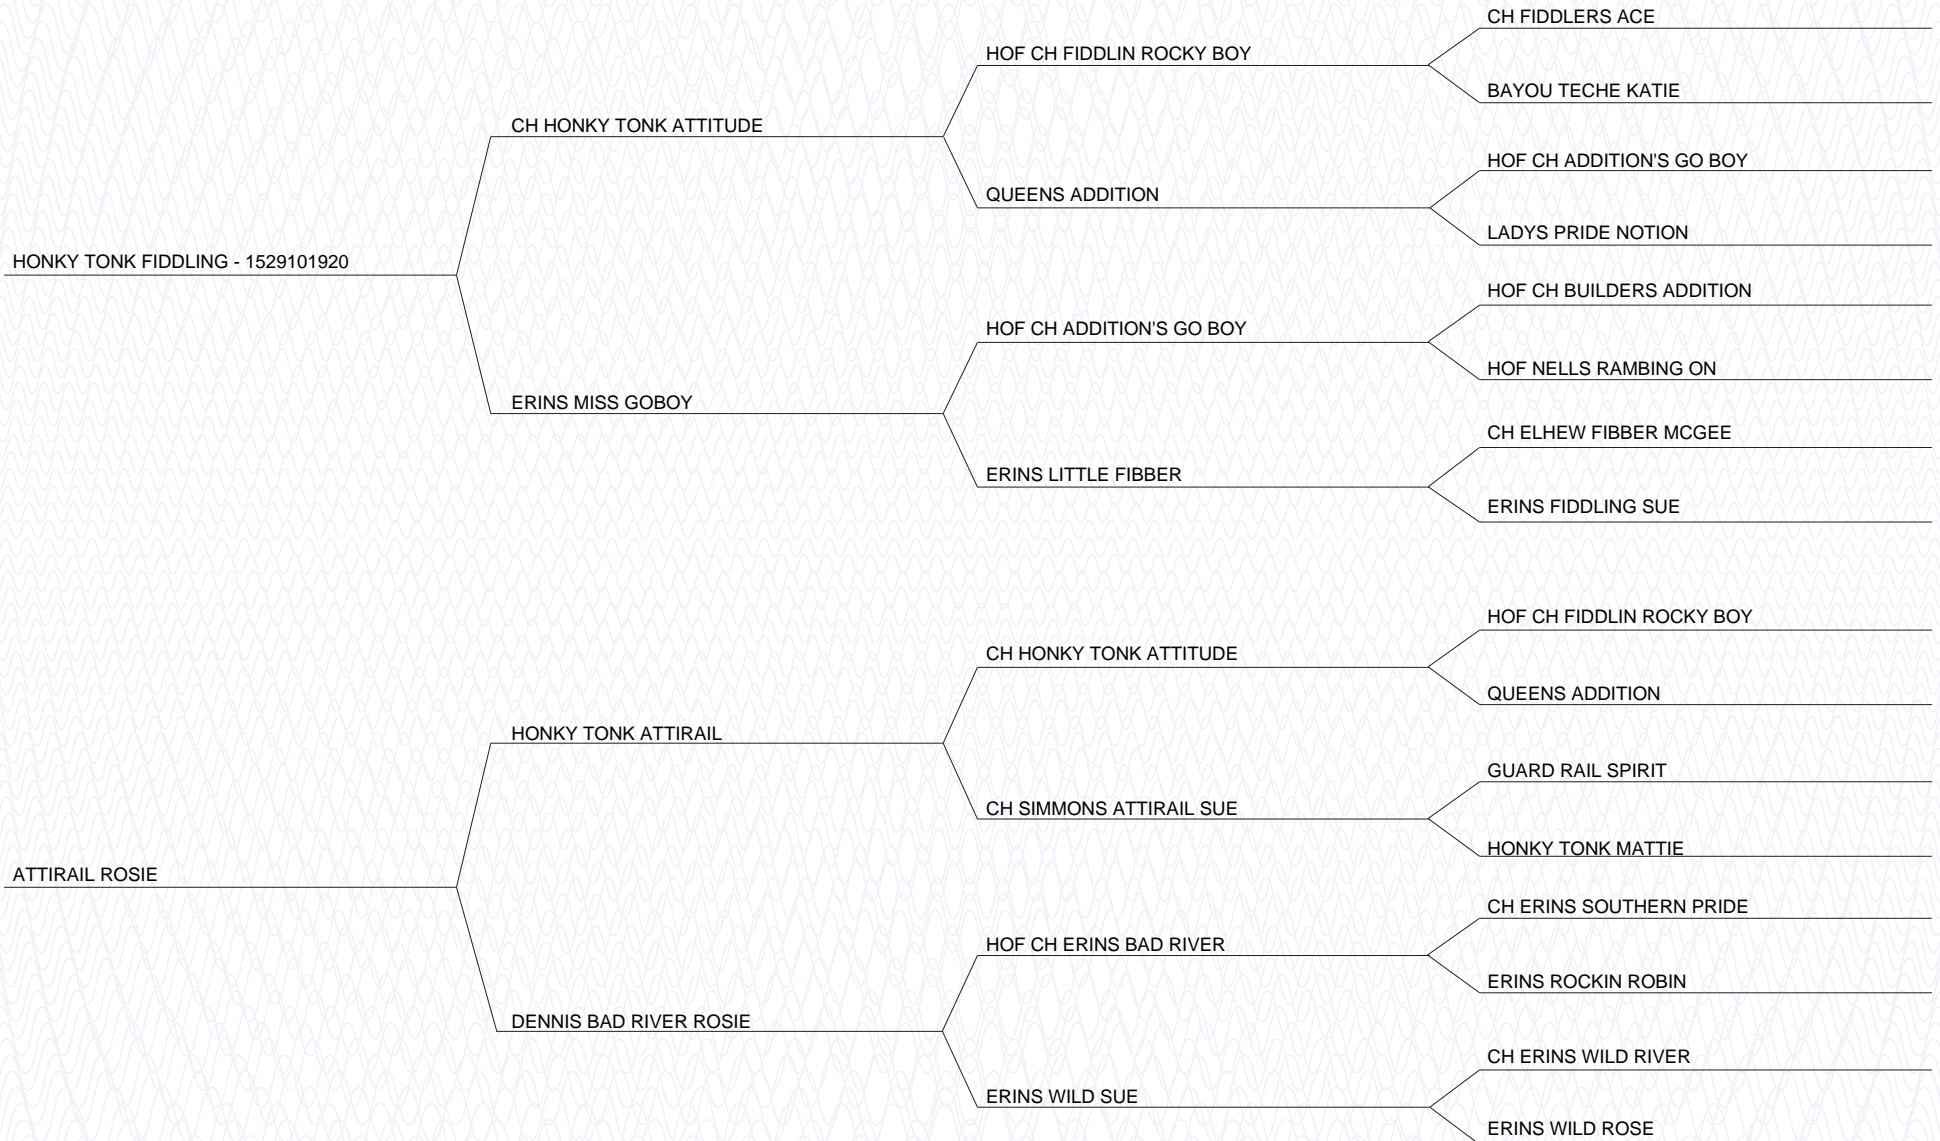 CH FIDDLERS ACE
HOF CH FIDDLIN ROCKY BOY
BAYOU TECHE KATIE
CH HONKY TONK ATTITUDE
HOF CH ADDITION'S GO BOY
QUEENS ADDITION
LADYS PRIDE NOTION
HONKY TONK FIDDLING - 1529101920
HOF CH BUILDERS ADDITION
HOF CH ADDITION'S GO BOY
HOF NELLS RAMBING ON
ERINS MISS GOBOY
CH ELHEW FIBBER MCGEE
ERINS LITTLE FIBBER
ERINS FIDDLING SUE
HOF CH FIDDLIN ROCKY BOY
CH HONKY TONK ATTITUDE
QUEENS ADDITION
HONKY TONK ATTIRAIL
GUARD RAIL SPIRIT
CH SIMMONS ATTIRAIL SUE
HONKY TONK MATTIE
ATTIRAIL ROSIE
CH ERINS SOUTHERN PRIDE
HOF CH ERINS BAD RIVER
ERINS ROCKIN ROBIN
DENNIS BAD RIVER ROSIE
CH ERINS WILD RIVER
ERINS WILD SUE
ERINS WILD ROSE